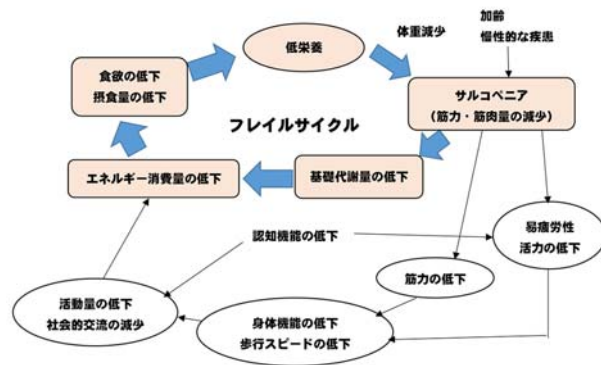 加齢
慢性的な疾患
体重減少
低栄養
食欲の低下
摂食量の低下
サルコペニア
（筋力・筋肉量の減少）
フレイルサイクル
エネルギー消費量の低下
基礎代謝量の低下
易疲労性
活力の低下
認知機能の低下
筋力の低下
活動量の低下
社会的交流の減少
身体機能の低下
歩行スピードの低下